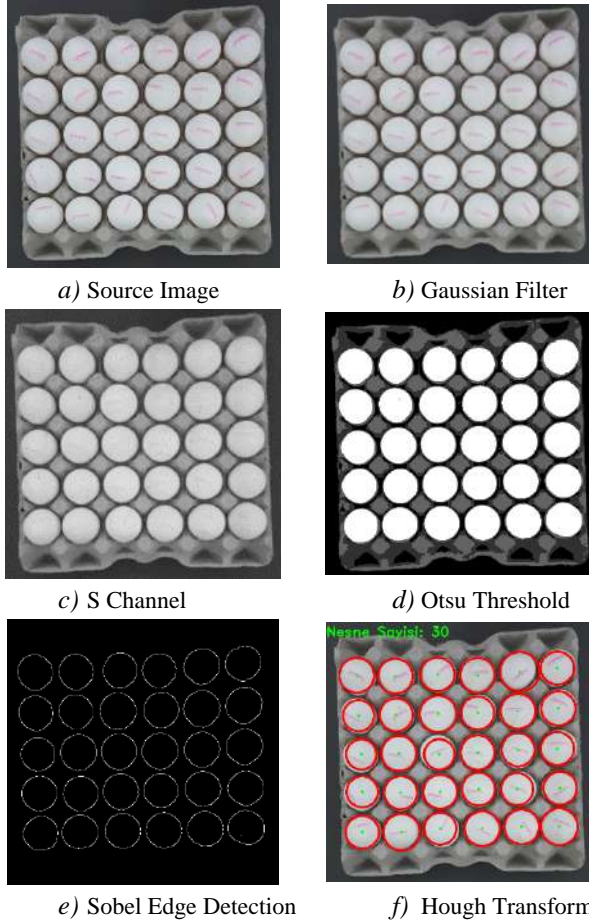 a) Source Image
b) Gaussian Filter
c) S Channel
d) Otsu Threshold
Nesne Sayisi: 30
e) Sobel Edge Detection
f) Hough Transform